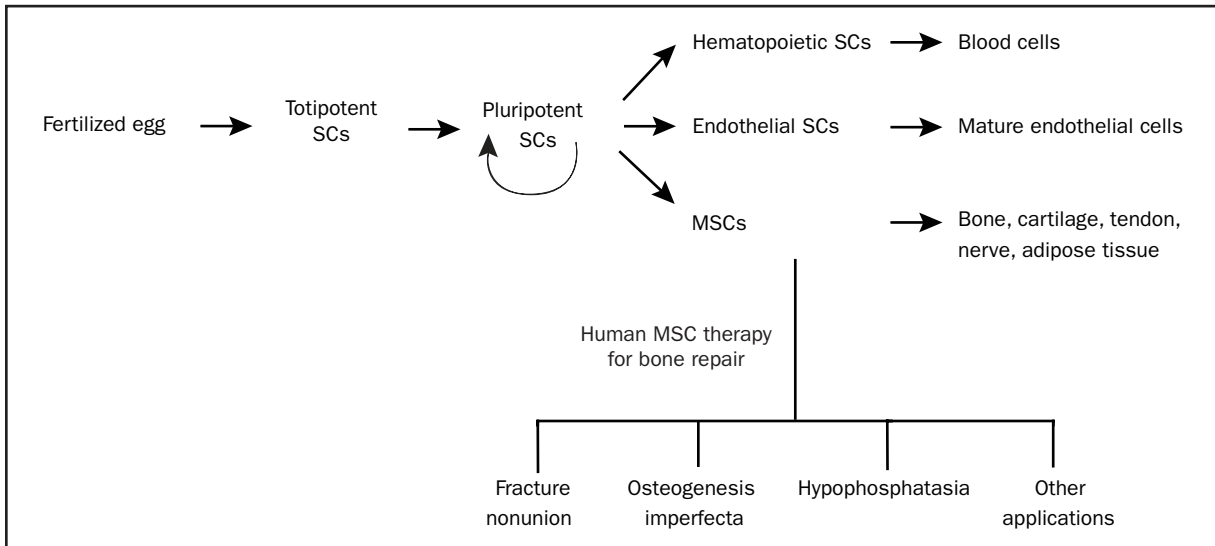 Hematopoietic SCs
Blood cells
Fertilized egg
Totipotent
SCs
Pluripotent
SCs
Endothelial SCs
Mature endothelial cells
MSCs
Bone, cartilage, tendon,
nerve, adipose tissue
Human MSC therapy
for bone repair
Fracture
nonunion
Osteogenesis
imperfecta
Hypophosphatasia
Other
applications